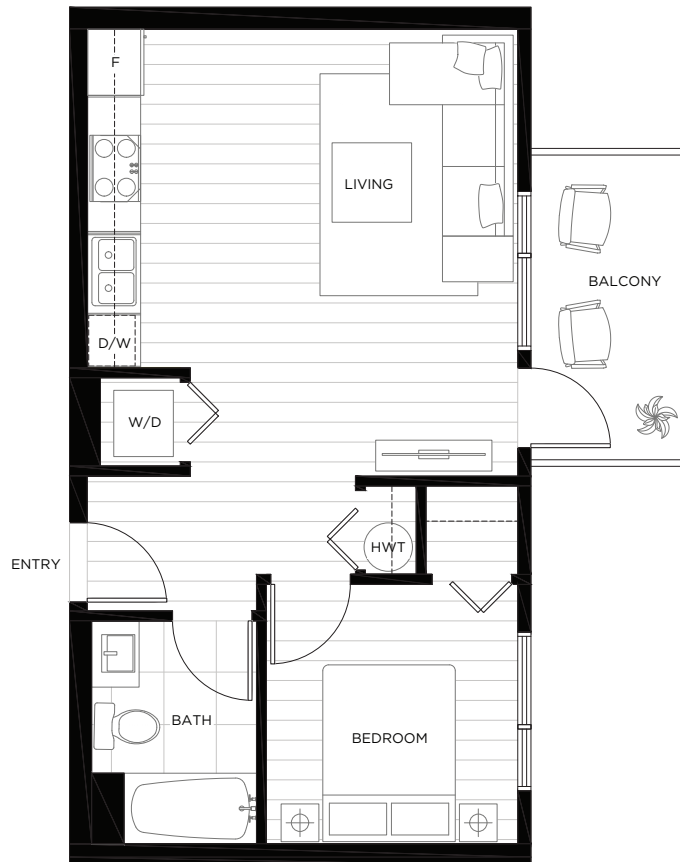 F
LIVING
BALCONY
D/W
W/D
HWT
ENTRY
BATH
BEDROOM